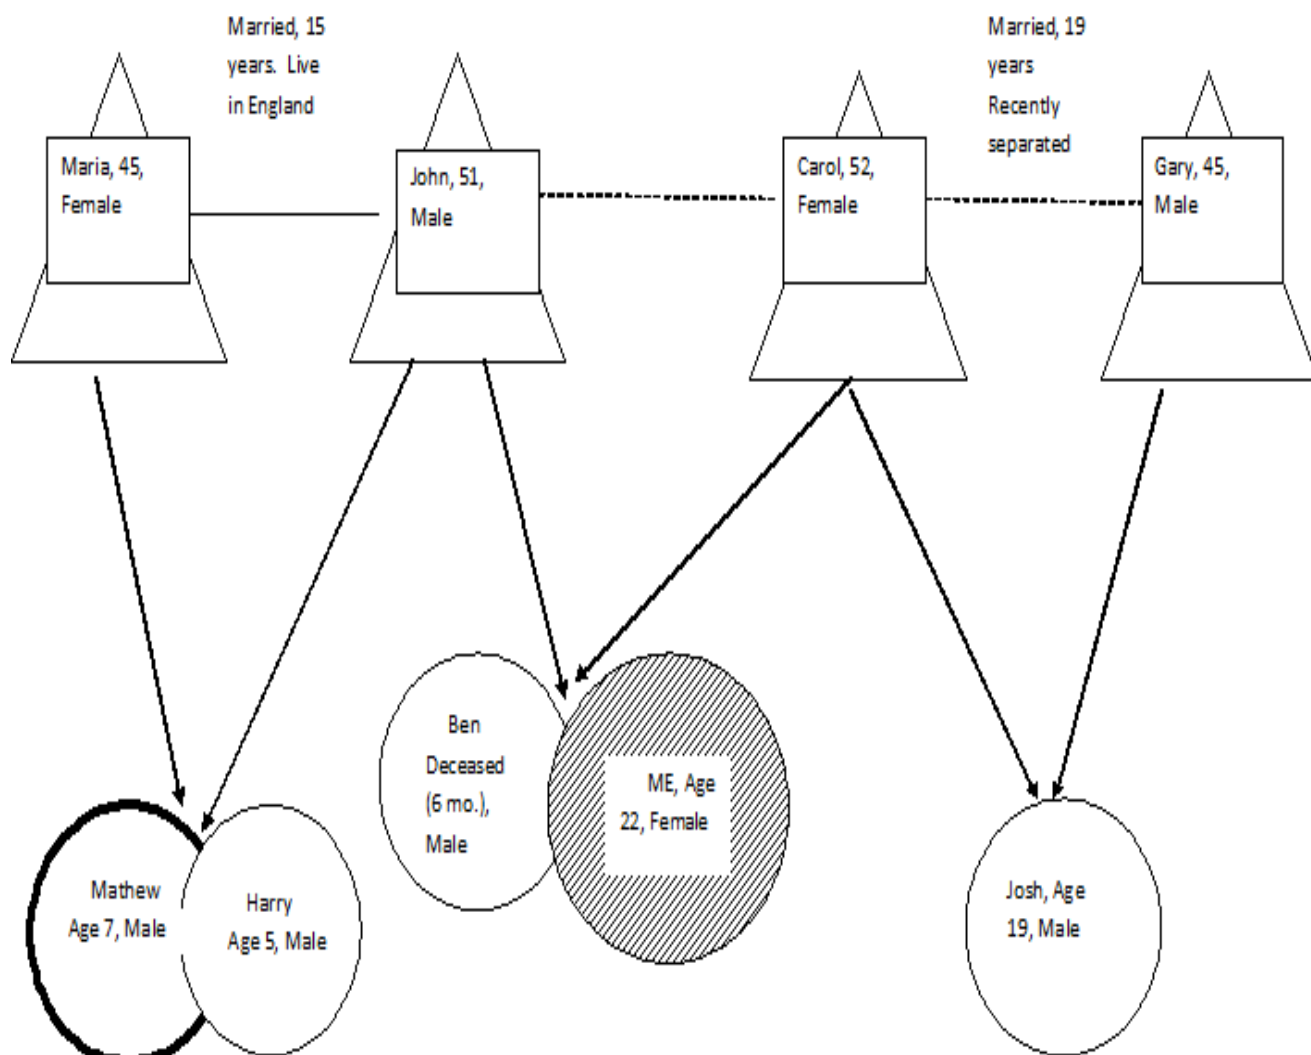 Married, 15
years.  Live
in England
Married, 19
years
Recently
separated
Maria, 45,
Female
John, 51,
Male
Carol, 52,
Female
Gary, 45,
Male
Ben
Deceased
(6 mo.),
Male
ME, Age
22, Female
Mathew
Age 7, Male
Harry
Age 5, Male
Josh, Age
19, Male